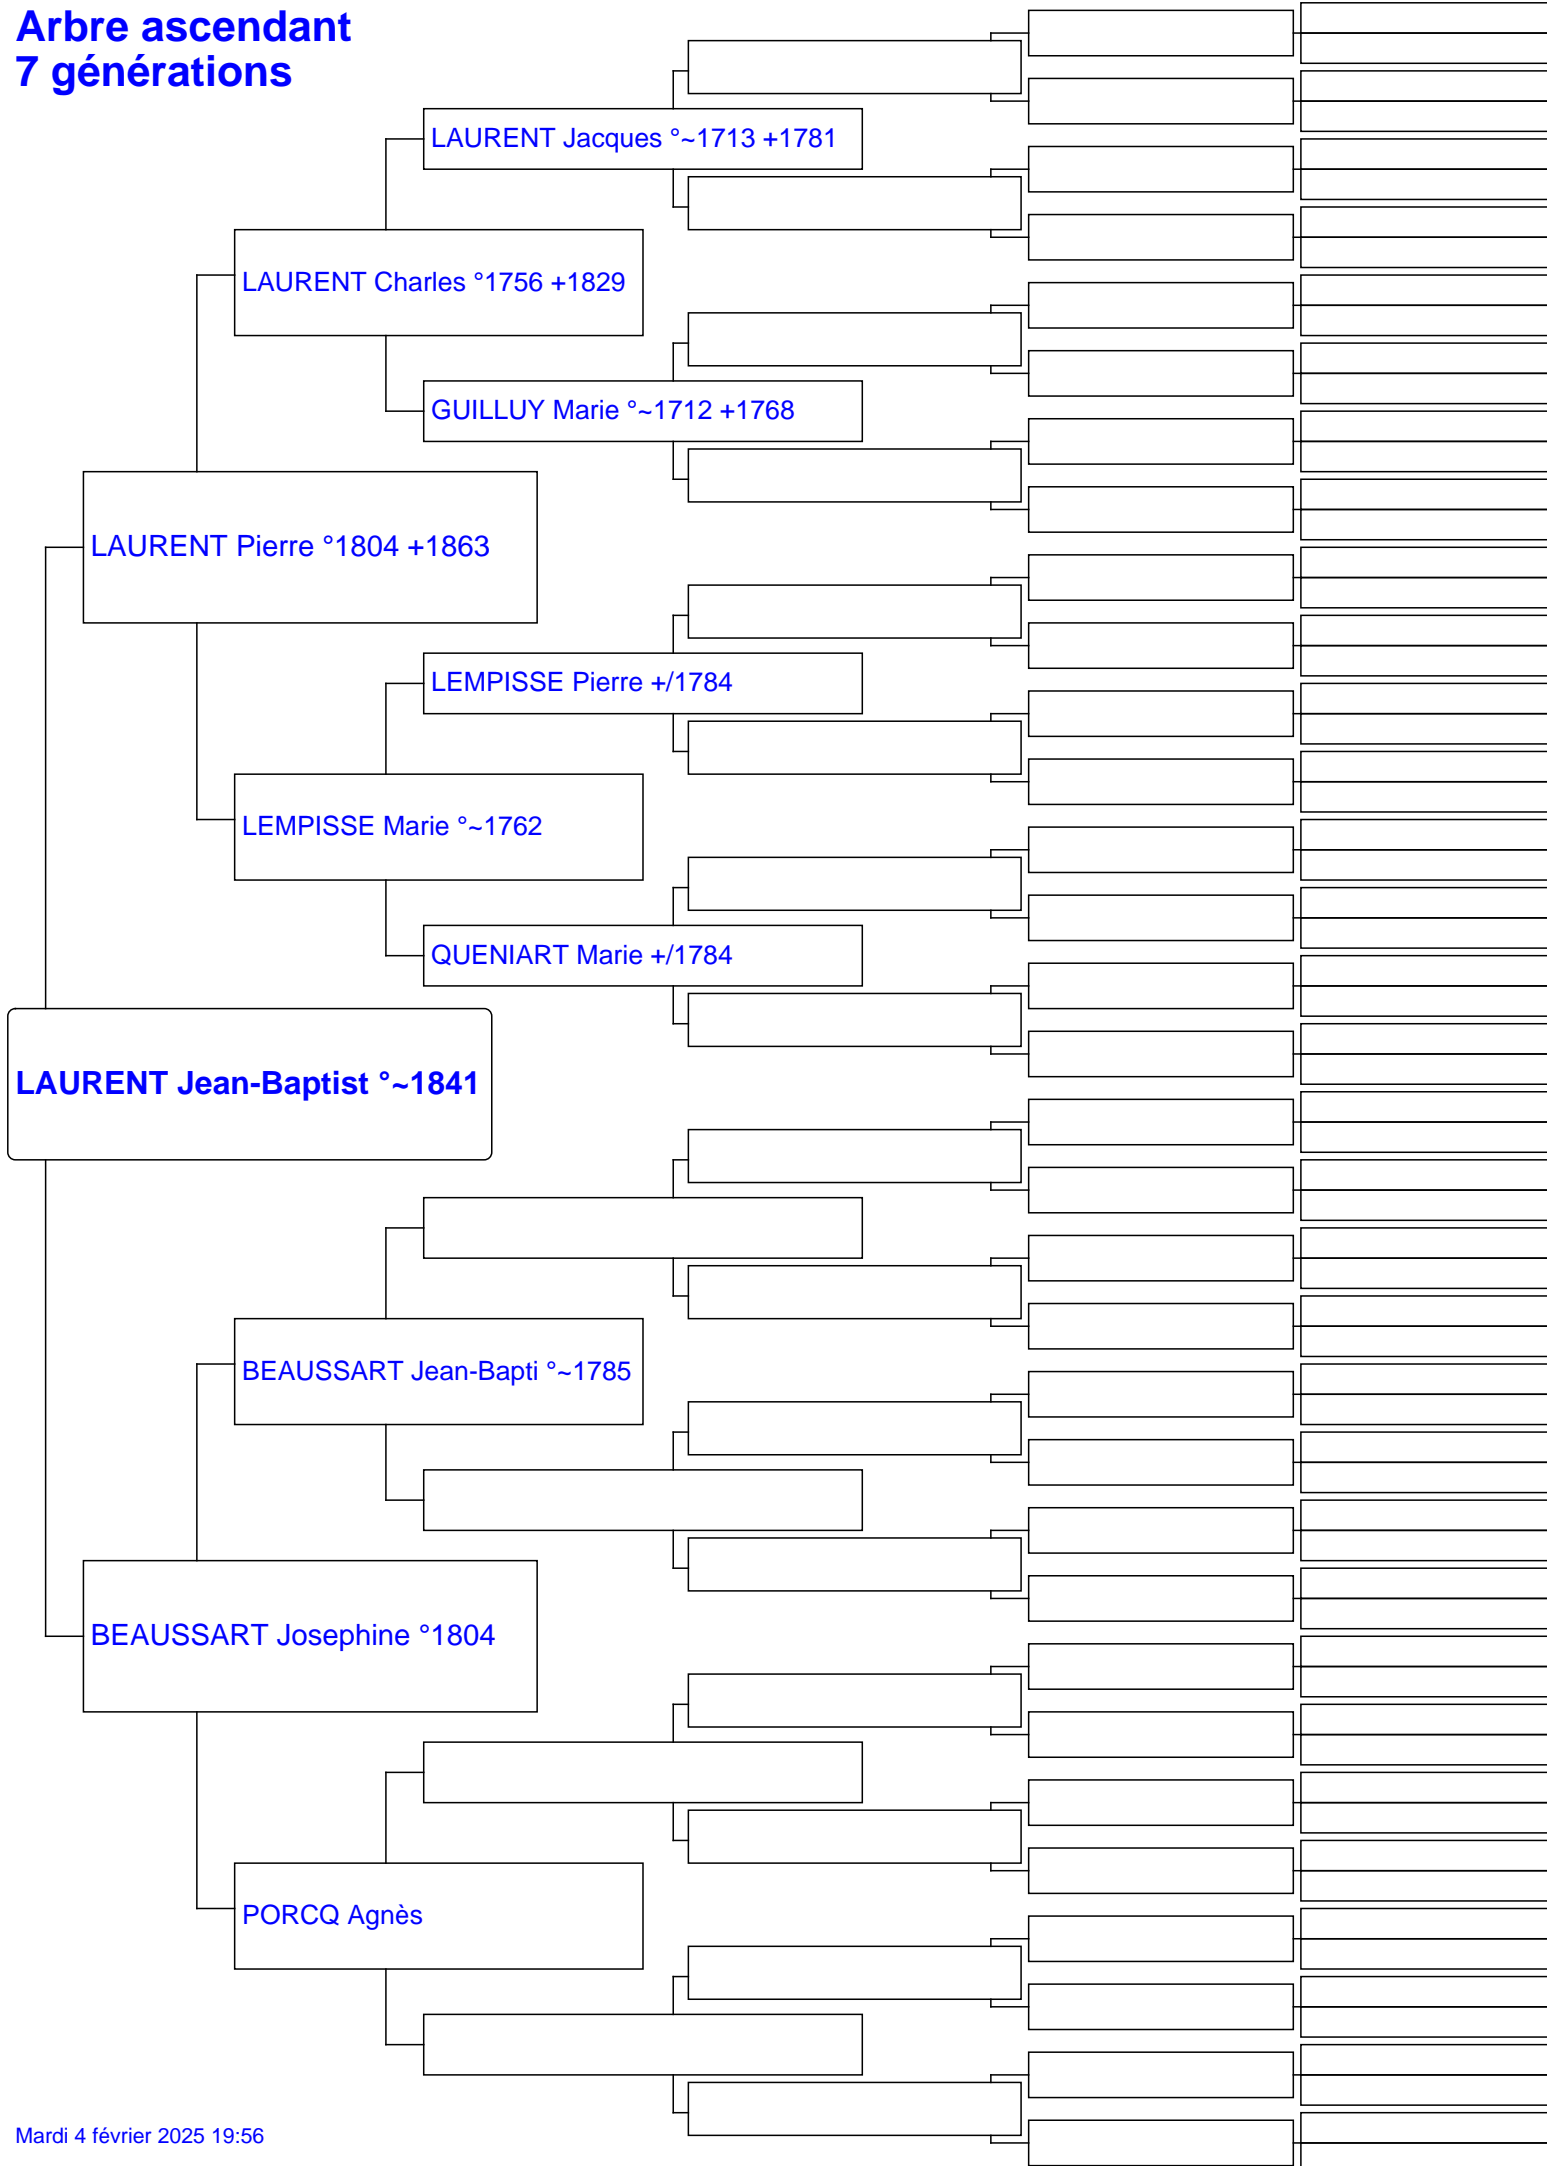 Arbre ascendant
7 générations
LAURENT Jacques °~1713 +1781
LAURENT Charles °1756 +1829
GUILLUY Marie °~1712 +1768
LAURENT Pierre °1804 +1863
LEMPISSE Pierre +/1784
LEMPISSE Marie °~1762
QUENIART Marie +/1784
LAURENT Jean-Baptist °~1841
BEAUSSART Jean-Bapti °~1785
BEAUSSART Josephine °1804
PORCQ Agnès
Mardi 4 février 2025 19:56